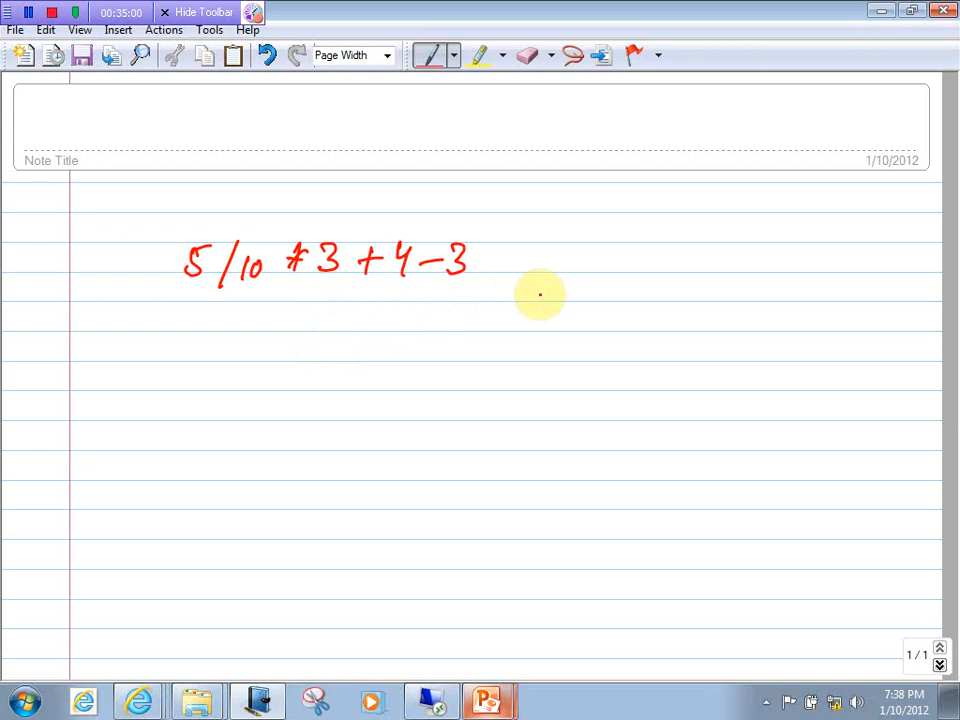 00:35:00 Hide Toolbar
File Edit View Insert Actions Tools Help
Page Width
Note Title 1/10/2012
5 / 10 * 3 + 4 - 3
1 / 1
7:38 PM
1/10/2012